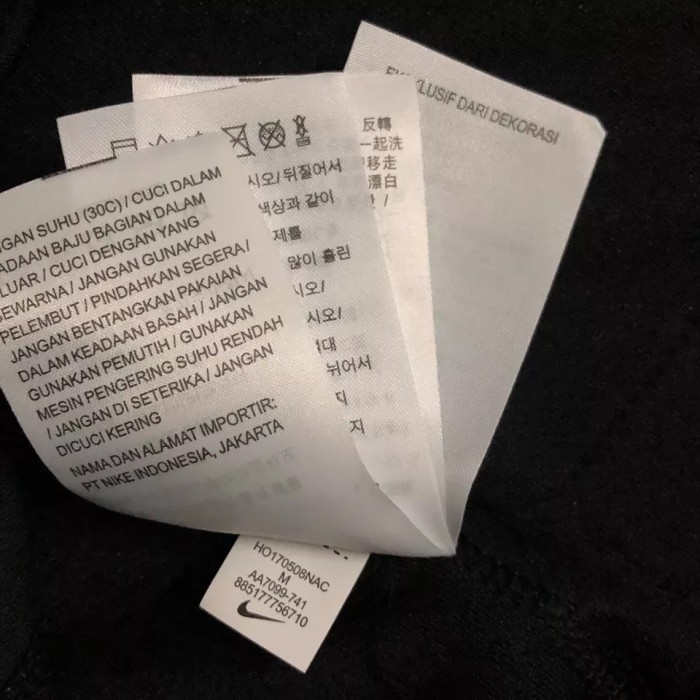 LUSIF DARI DEKORASI
反轉
一起洗
移走
漂白
/
시오/뒤집어서
색상과 같이
제를
많이 흘린
시오/
시오/
대
뉘어서
지
지
NGAN SUHU (30C) / CUCI DALAM
ADAAN BAJU BAGIAN DALAM
LUAR / CUCI DENGAN YANG
SEWARNA / JANGAN GUNAKAN
PELEMBUT / PINDAHKAN SEGERA /
JANGAN BENTANGKAN PAKAIAN
DALAM KEADAAN BASAH / JANGAN
GUNAKAN PEMUTIH / GUNAKAN
MESIN PENGERING SUHU RENDAH
/ JANGAN DI SETERIKA / JANGAN
DICUCI KERING
NAMA DAN ALAMAT IMPORTIR:
PT NIKE INDONESIA, JAKARTA
HO170508NAC
M
AA7099-741
885177756710